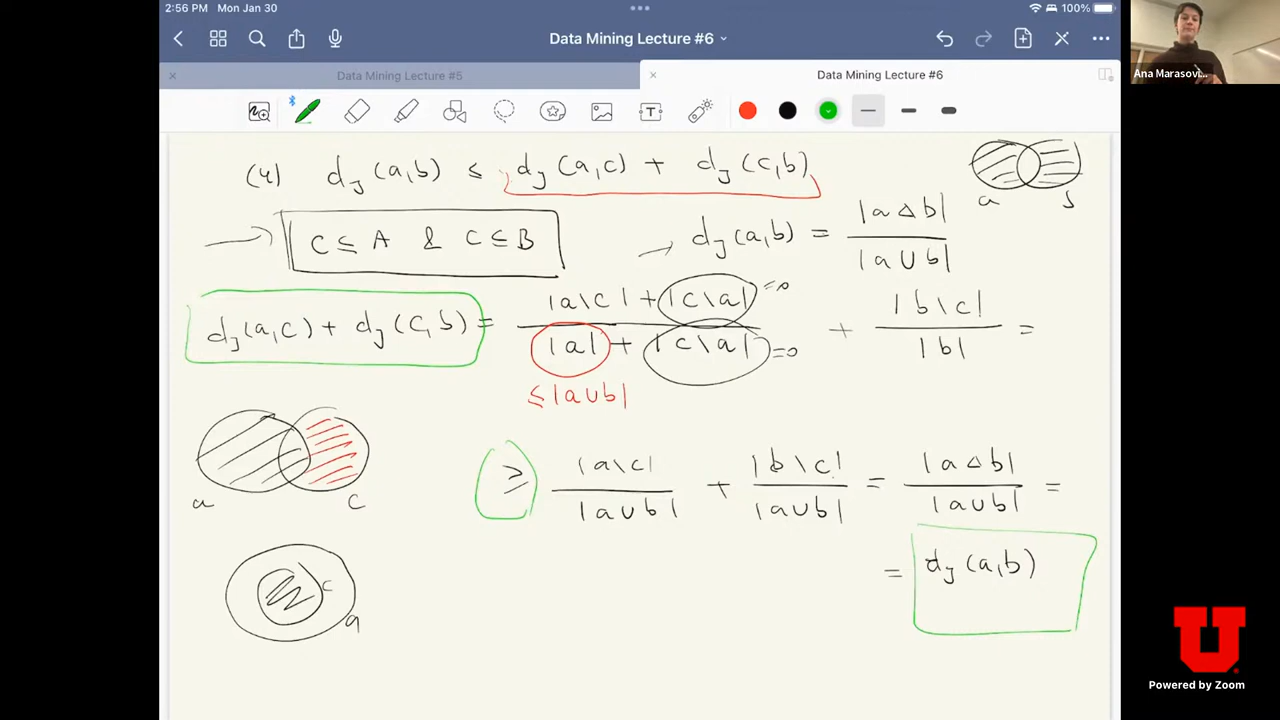 2:56 PM Mon Jan 30
100%
Data Mining Lecture #6
Data Mining Lecture #5
Data Mining Lecture #6
Ana Marasovi...
(4) dJ(a,b) ≤ dJ(a,c) + dJ(c,b)
a b
C ⊆ A & C ⊆ B
dJ(a,b) = |a Δ b| / |a ∪ b|
dJ(a,c) + dJ(c,b) = |a\c| + |c\a| =0 / |a| + |c\a| =0 + |b\c| / |b| =
≤ |a∪b|
a c
≥ |a\c| / |a∪b| + |b\c| / |a∪b| = |a Δ b| / |a∪b| =
= dJ(a,b)
c
a
U
Powered by Zoom